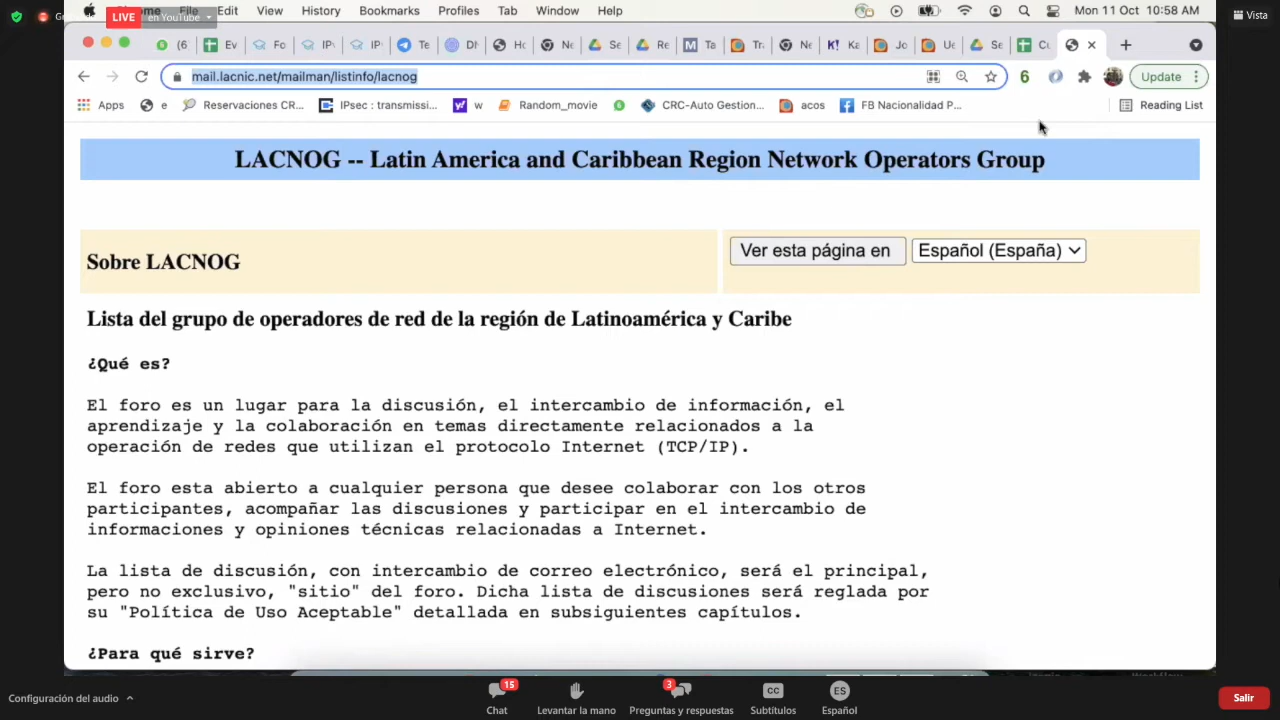 LIVE en YouTube
File Edit View History Bookmarks Profiles Tab Window Help
Mon 11 Oct 10:58 AM
Vista
mail.lacnic.net/mailman/listinfo/lacnog
6
Update
Apps e Reservaciones CR... IPsec : transmissi... w Random_movie CRC-Auto Gestion... acos FB Nacionalidad P... Reading List
LACNOG -- Latin America and Caribbean Region Network Operators Group
Sobre LACNOG
Ver esta página en Español (España)
Lista del grupo de operadores de red de la región de Latinoamérica y Caribe
¿Qué es?
El foro es un lugar para la discusión, el intercambio de información, el
aprendizaje y la colaboración en temas directamente relacionados a la
operación de redes que utilizan el protocolo Internet (TCP/IP).
El foro esta abierto a cualquier persona que desee colaborar con los otros
participantes, acompañar las discusiones y participar en el intercambio de
informaciones y opiniones técnicas relacionadas a Internet.
La lista de discusión, con intercambio de correo electrónico, será el principal,
pero no exclusivo, "sitio" del foro. Dicha lista de discusiones será reglada por
su "Política de Uso Aceptable" detallada en subsiguientes capítulos.
¿Para qué sirve?
15 3 CC ES
Configuración del audio Chat Levantar la mano Preguntas y respuestas Subtítulos Español Salir